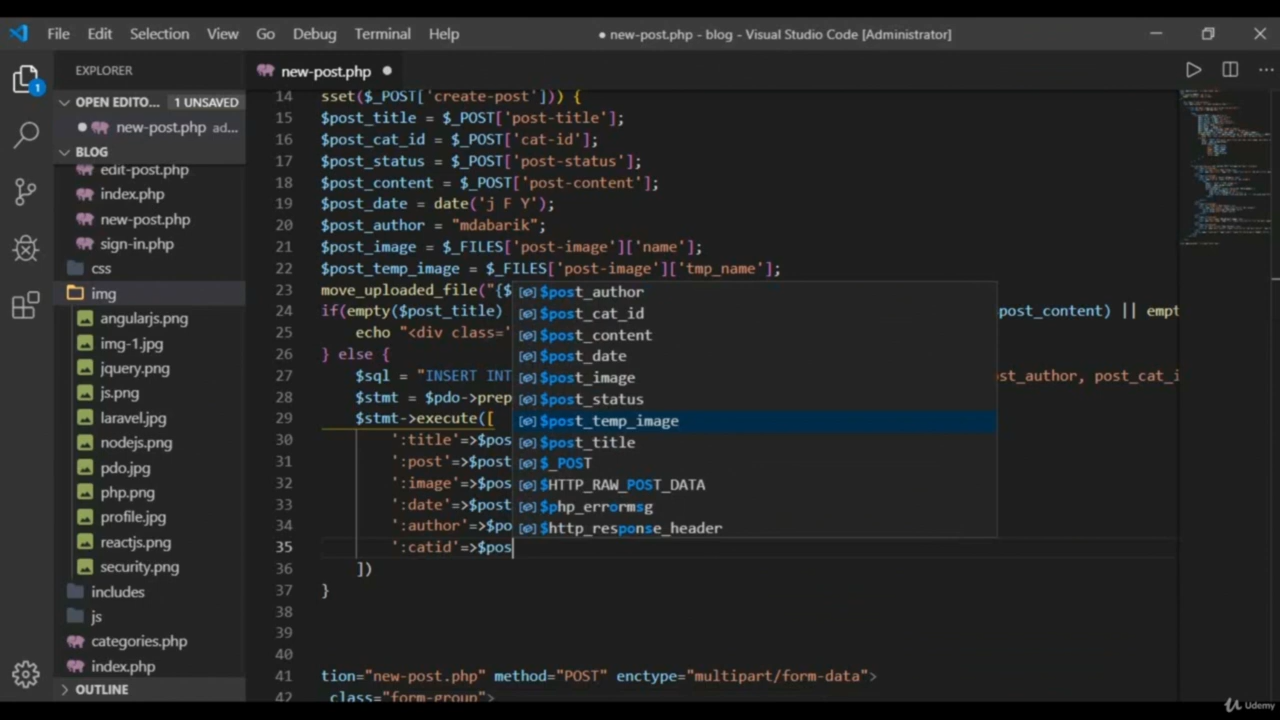 File Edit Selection View Go Debug Terminal Help
● new-post.php - blog - Visual Studio Code [Administrator]
EXPLORER
new-post.php
OPEN EDITO... 1 UNSAVED
new-post.php ad...
BLOG
edit-post.php
index.php
new-post.php
sign-in.php
css
img
angularjs.png
img-1.jpg
jquery.png
js.png
laravel.jpg
nodejs.png
pdo.jpg
php.png
profile.jpg
reactjs.png
security.png
includes
js
categories.php
index.php
OUTLINE
1
14 sset($_POST['create-post'])) {
15 $post_title = $_POST['post-title'];
16 $post_cat_id = $_POST['cat-id'];
17 $post_status = $_POST['post-status'];
18 $post_content = $_POST['post-content'];
19 $post_date = date('j F Y');
20 $post_author = "mdabarik";
21 $post_image = $_FILES['post-image']['name'];
22 $post_temp_image = $_FILES['post-image']['tmp_name'];
23 move_uploaded_file("{$
24 if(empty($post_title) post_content) || empt
25 echo "<div class='
26 } else {
27 $sql = "INSERT INT st_author, post_cat_i
28 $stmt = $pdo->prep
29 $stmt->execute([
30 ':title'=>$pos
31 ':post'=>$post
32 ':image'=>$pos
33 ':date'=>$post
34 ':author'=>$po
35 ':catid'=>$pos
36 ])
37 }
38
39
40
41 tion="new-post.php" method="POST" enctype="multipart/form-data">
42 class="form-group">
$post_author
$post_cat_id
$post_content
$post_date
$post_image
$post_status
$post_temp_image
$post_title
$_POST
$HTTP_RAW_POST_DATA
$php_errormsg
$http_response_header
Udemy